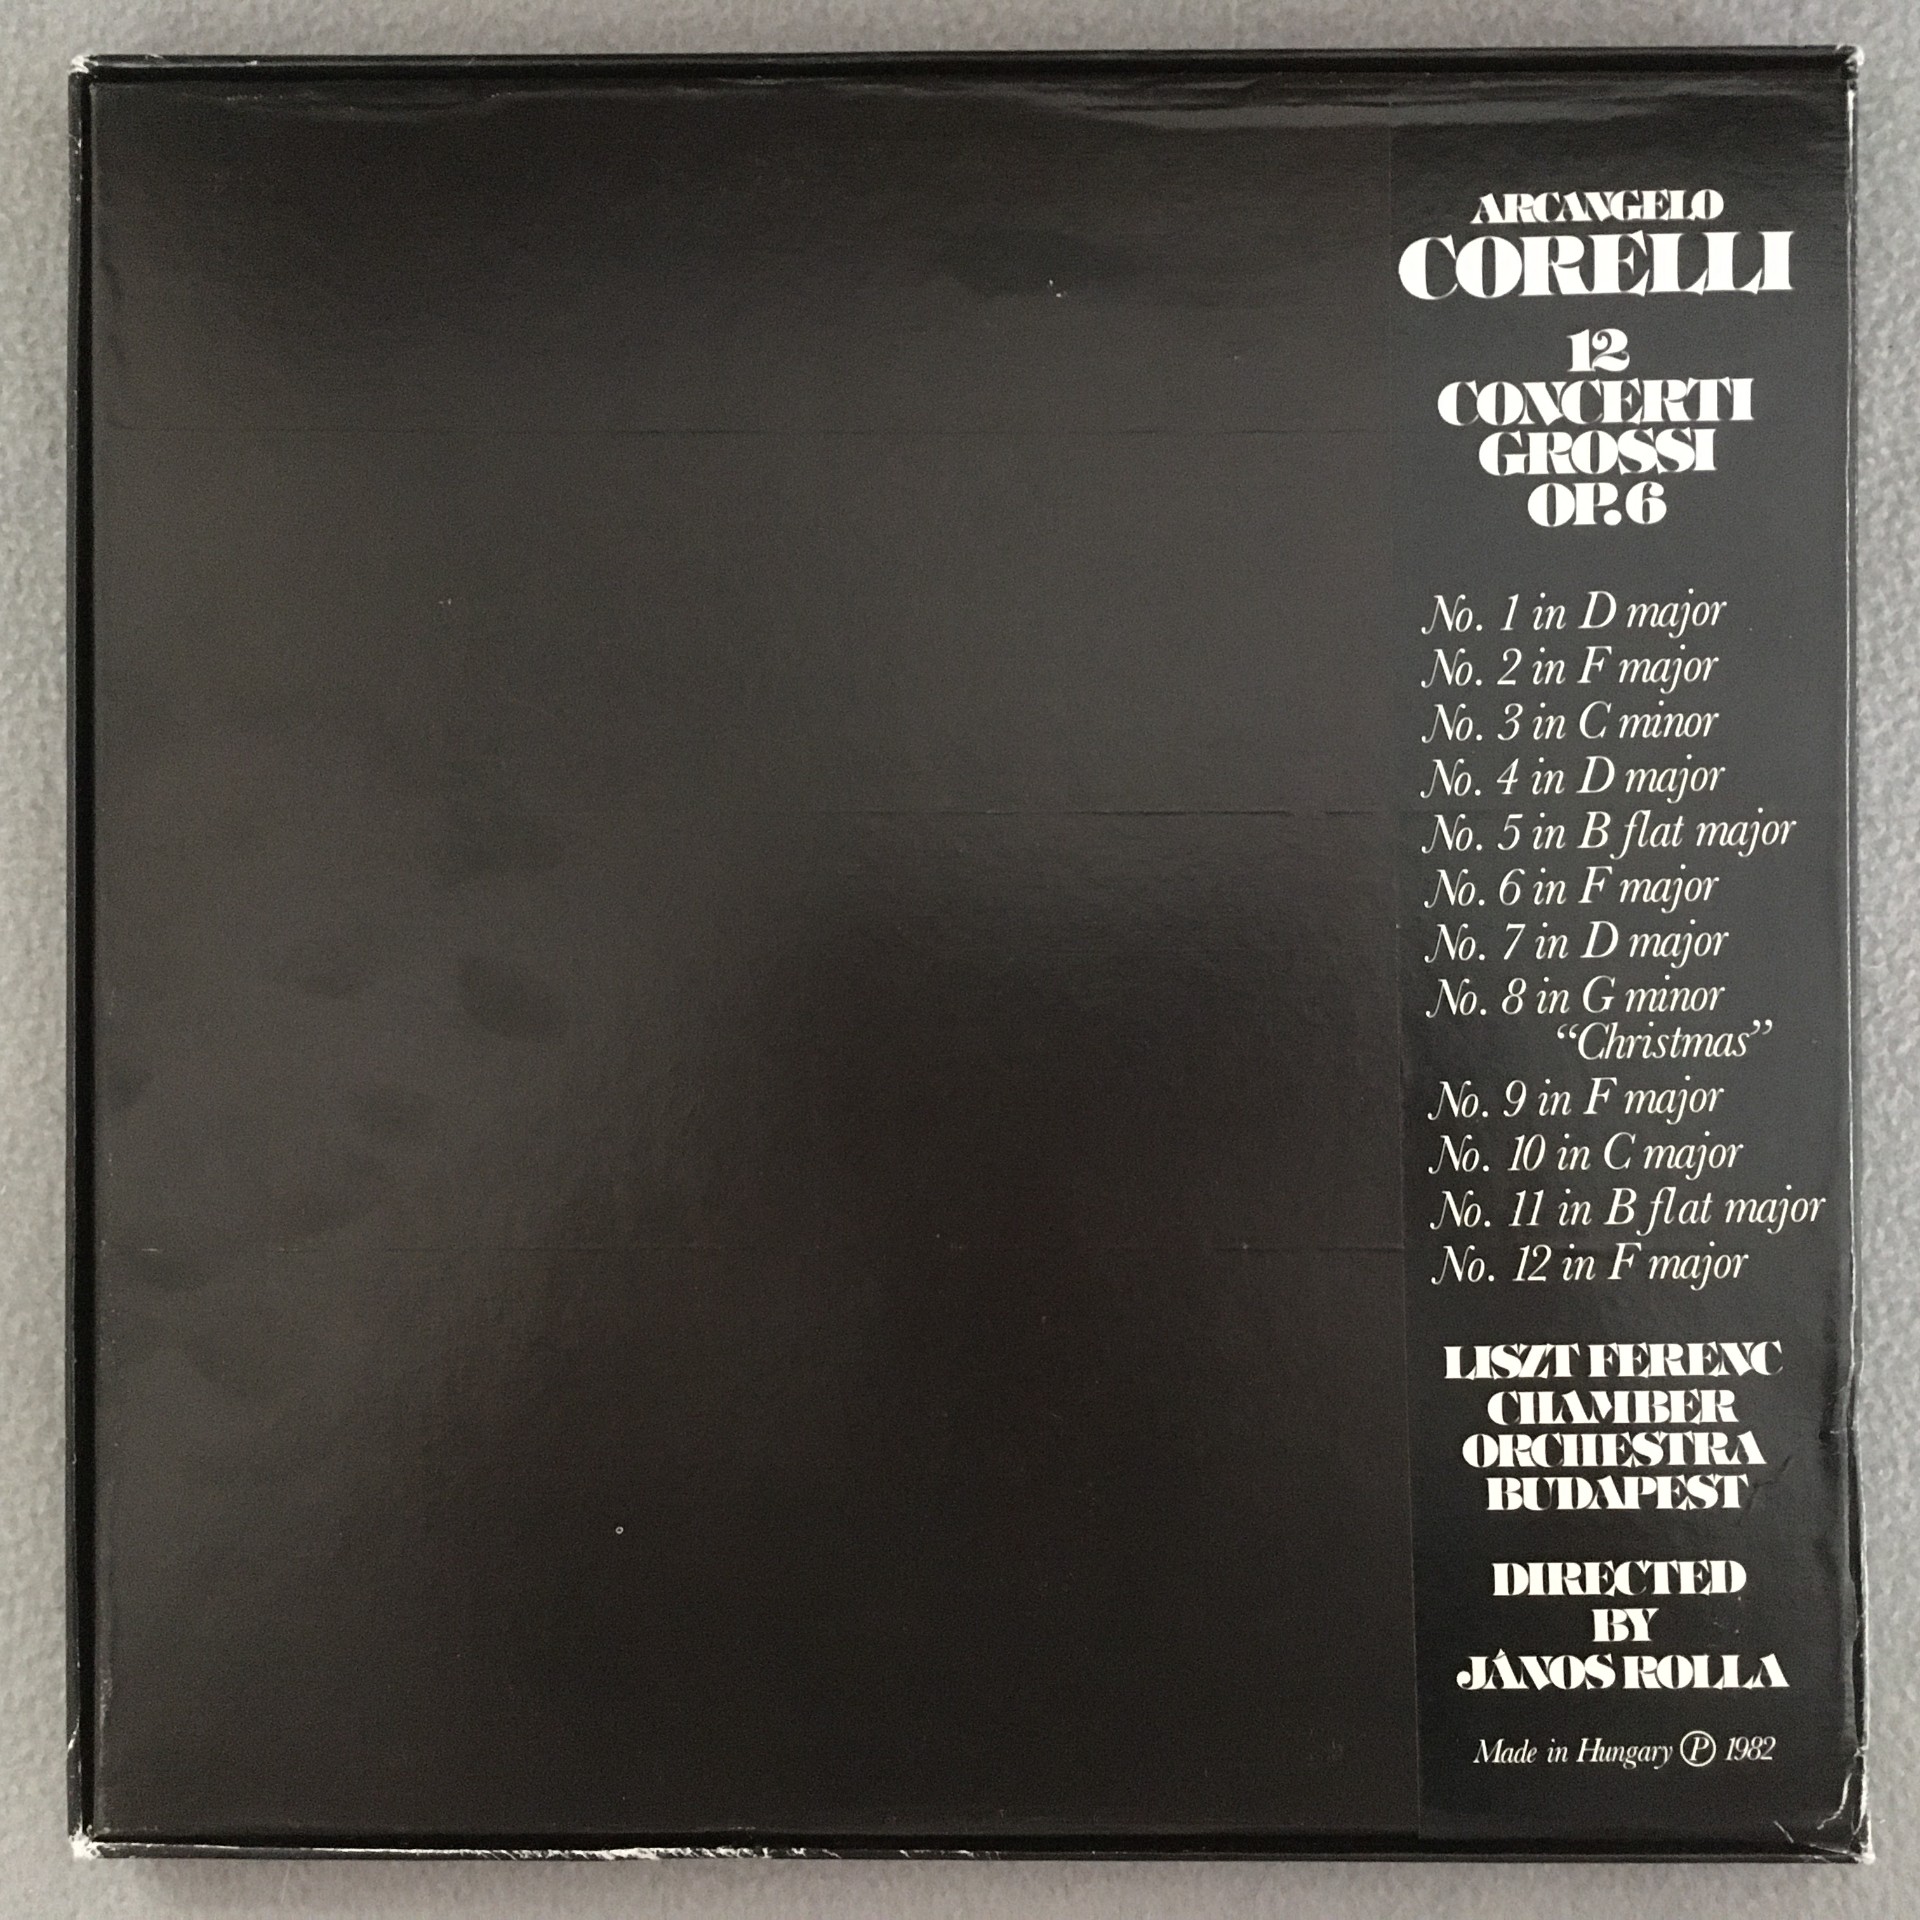 ARCANGELO
CORELLI
12
CONCERTI
GROSSI
OP.6
No. 1 in D major
No. 2 in F major
No. 3 in C minor
No. 4 in D major
No. 5 in B flat major
No. 6 in F major
No. 7 in D major
No. 8 in G minor
“Christmas”
No. 9 in F major
No. 10 in C major
No. 11 in B flat major
No. 12 in F major
LISZT FERENC
CHAMBER
ORCHESTRA
BUDAPEST
DIRECTED
BY
JÁNOS ROLLA
Made in Hungary Ⓟ 1982